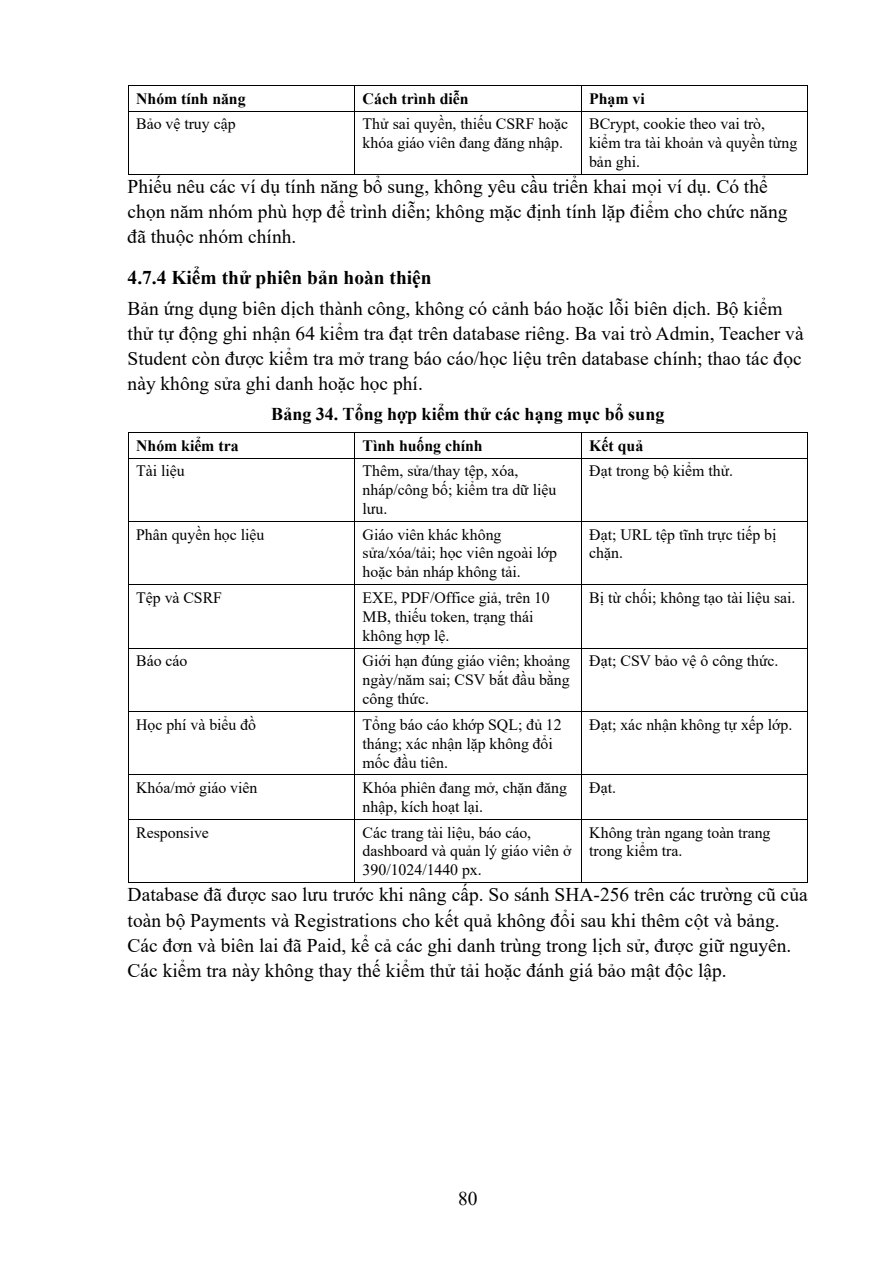 Nhóm tính năng
Cách trình diễn
Phạm vi
Bảo vệ truy cập
Thử sai quyền, thiếu CSRF hoặc
khóa giáo viên đang đăng nhập.
BCrypt, cookie theo vai trò,
kiểm tra tài khoản và quyền từng
bản ghi.
Phiếu nêu các ví dụ tính năng bổ sung, không yêu cầu triển khai mọi ví dụ. Có thể
chọn năm nhóm phù hợp để trình diễn; không mặc định tính lặp điểm cho chức năng
đã thuộc nhóm chính.
4.7.4 Kiểm thử phiên bản hoàn thiện
Bản ứng dụng biên dịch thành công, không có cảnh báo hoặc lỗi biên dịch. Bộ kiểm
thử tự động ghi nhận 64 kiểm tra đạt trên database riêng. Ba vai trò Admin, Teacher và
Student còn được kiểm tra mở trang báo cáo/học liệu trên database chính; thao tác đọc
này không sửa ghi danh hoặc học phí.
Bảng 34. Tổng hợp kiểm thử các hạng mục bổ sung
Nhóm kiểm tra
Tình huống chính
Kết quả
Tài liệu
Thêm, sửa/thay tệp, xóa,
nháp/công bố; kiểm tra dữ liệu
lưu.
Đạt trong bộ kiểm thử.
Phân quyền học liệu
Giáo viên khác không
sửa/xóa/tải; học viên ngoài lớp
hoặc bản nháp không tải.
Đạt; URL tệp tĩnh trực tiếp bị
chặn.
Tệp và CSRF
EXE, PDF/Office giả, trên 10
MB, thiếu token, trạng thái
không hợp lệ.
Bị từ chối; không tạo tài liệu sai.
Báo cáo
Giới hạn đúng giáo viên; khoảng
ngày/năm sai; CSV bắt đầu bằng
công thức.
Đạt; CSV bảo vệ ô công thức.
Học phí và biểu đồ
Tổng báo cáo khớp SQL; đủ 12
tháng; xác nhận lặp không đổi
mốc đầu tiên.
Đạt; xác nhận không tự xếp lớp.
Khóa/mở giáo viên
Khóa phiên đang mở, chặn đăng
nhập, kích hoạt lại.
Đạt.
Responsive
Các trang tài liệu, báo cáo,
dashboard và quản lý giáo viên ở
390/1024/1440 px.
Không tràn ngang toàn trang
trong kiểm tra.
Database đã được sao lưu trước khi nâng cấp. So sánh SHA-256 trên các trường cũ của
toàn bộ Payments và Registrations cho kết quả không đổi sau khi thêm cột và bảng.
Các đơn và biên lai đã Paid, kể cả các ghi danh trùng trong lịch sử, được giữ nguyên.
Các kiểm tra này không thay thế kiểm thử tải hoặc đánh giá bảo mật độc lập.
80